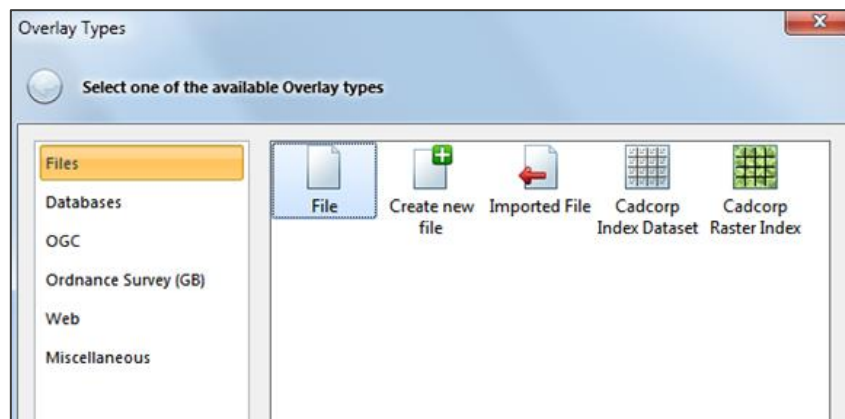 Overlay Types
Select one of the available Overlay types
Files
Databases
OGC
Ordnance Survey (GB)
Web
Miscellaneous
File
Create new
file
Imported File
Cadcorp
Index Dataset
Cadcorp
Raster Index